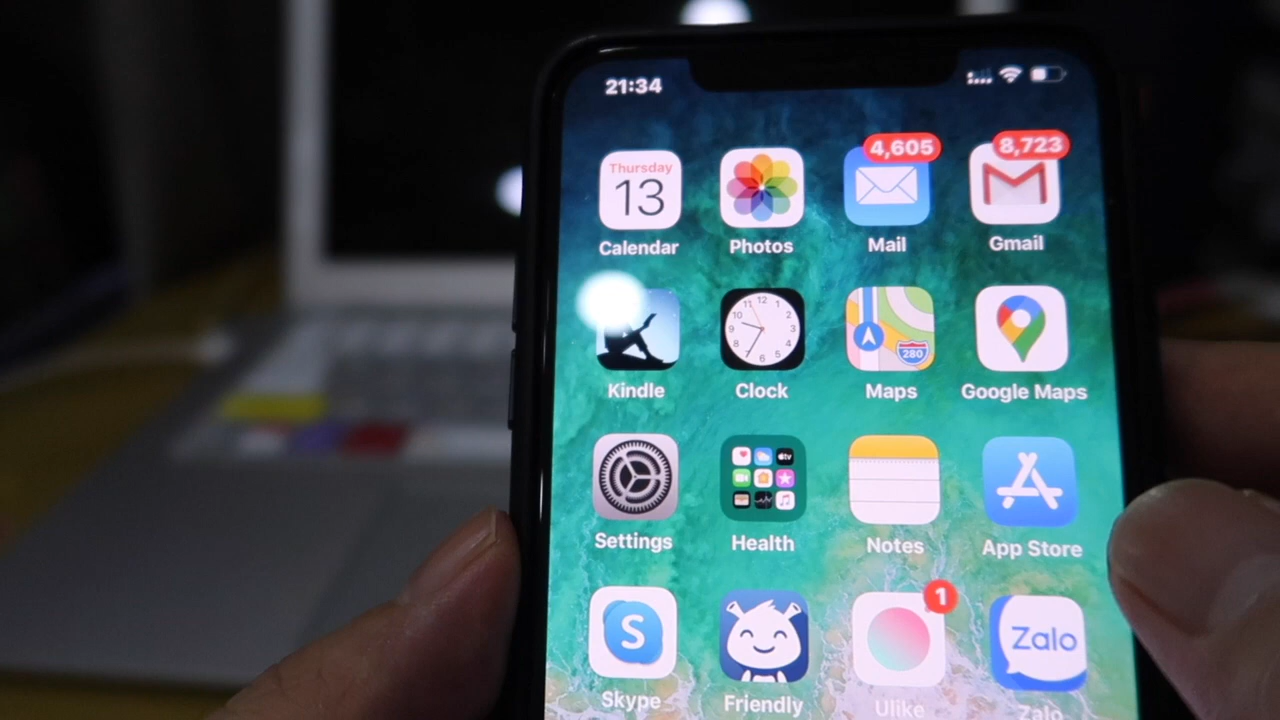 21:34
4,605
8,723
Thursday
13
Calendar
Photos
Mail
Gmail
Kindle
Clock
280
Maps
Google Maps
Settings
Health
Notes
App Store
1
S
Zalo
Skype
Friendly
Ulike
Zalo